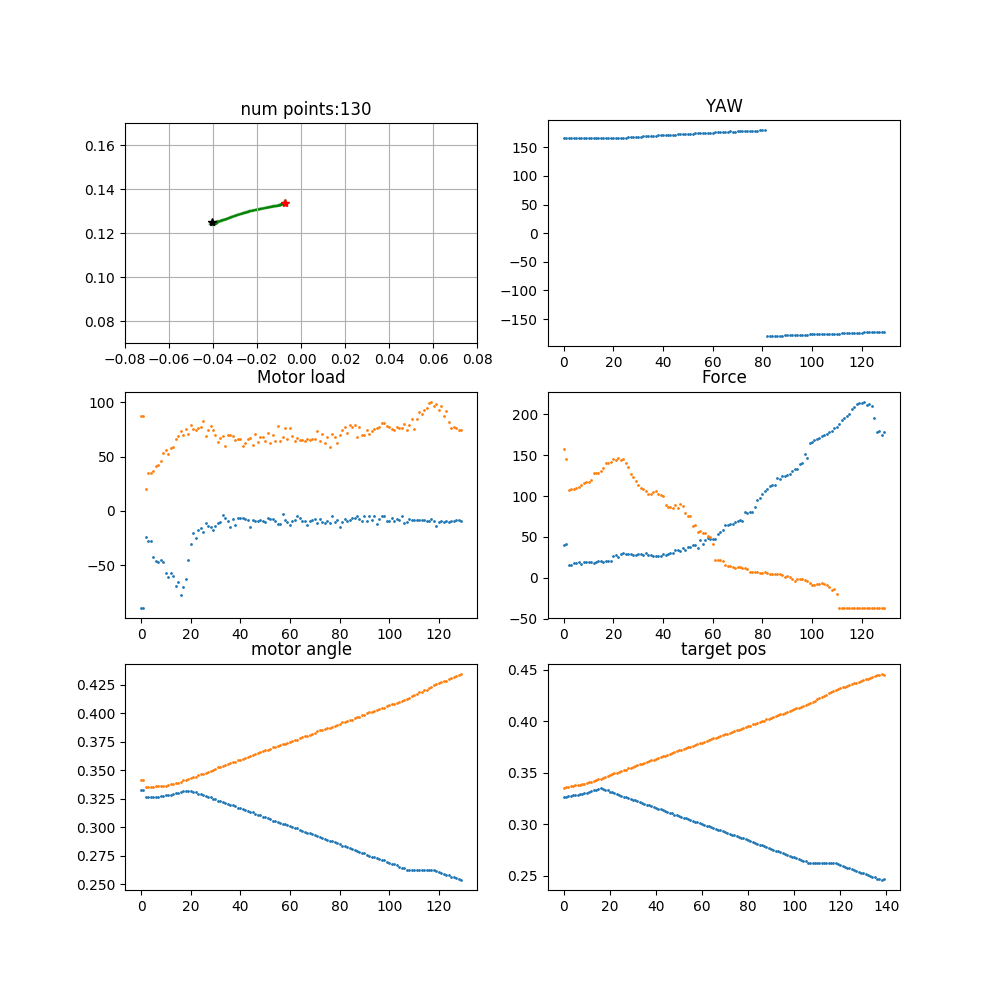 num points:130
0.16
0.14
0.12
0.10
0.08
−0.08 −0.06 −0.04 −0.02 0.00 0.02 0.04 0.06 0.08
YAW
150
100
50
0
−50
−100
−150
0 20 40 60 80 100 120
Motor load
100
50
0
−50
0 20 40 60 80 100 120
Force
200
150
100
50
0
−50
0 20 40 60 80 100 120
motor angle
0.425
0.400
0.375
0.350
0.325
0.300
0.275
0.250
0 20 40 60 80 100 120
target pos
0.45
0.40
0.35
0.30
0.25
0 20 40 60 80 100 120 140